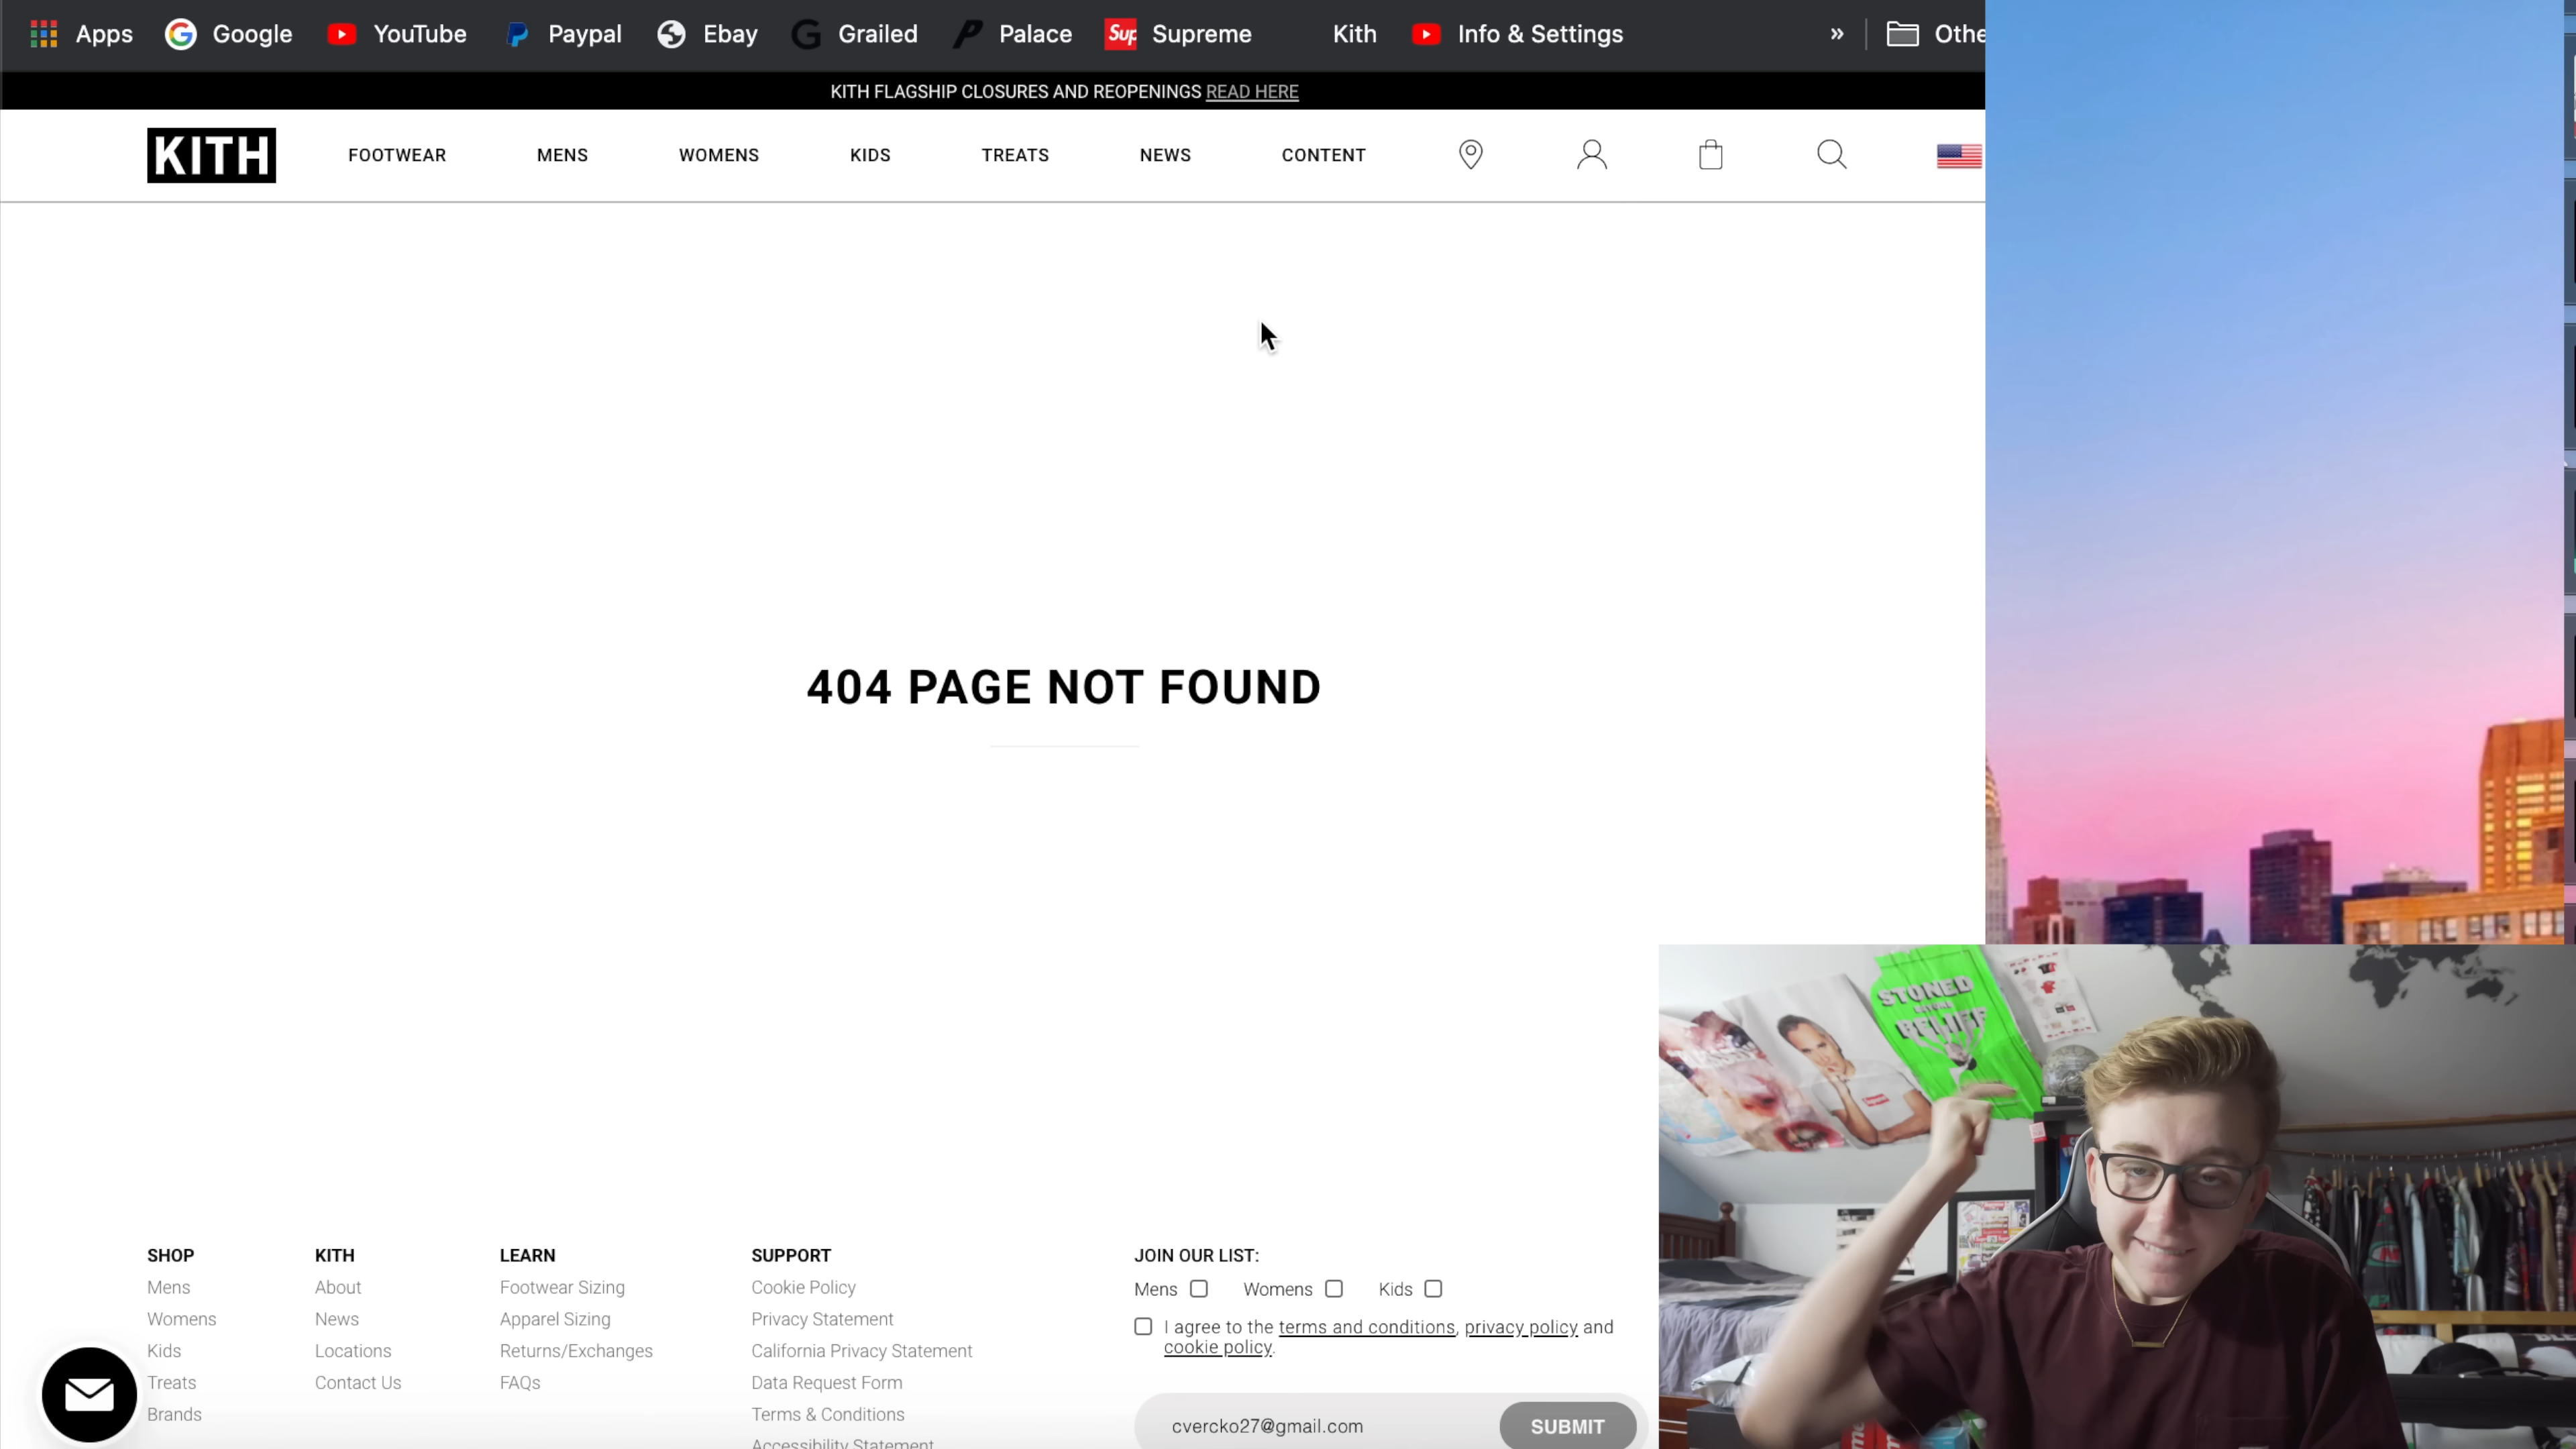 Apps Google YouTube Paypal Ebay Grailed Palace Sup Supreme Kith Info & Settings » Othe
KITH FLAGSHIP CLOSURES AND REOPENINGS READ HERE
KITH FOOTWEAR MENS WOMENS KIDS TREATS NEWS CONTENT
404 PAGE NOT FOUND
STONED
BELIEF
SHOP
Mens
Womens
Kids
Treats
Brands
KITH
About
News
Locations
Contact Us
LEARN
Footwear Sizing
Apparel Sizing
Returns/Exchanges
FAQs
SUPPORT
Cookie Policy
Privacy Statement
California Privacy Statement
Data Request Form
Terms & Conditions
Accessibility Statement
JOIN OUR LIST:
Mens Womens Kids
I agree to the terms and conditions, privacy policy and
cookie policy.
cvercko27@gmail.com SUBMIT